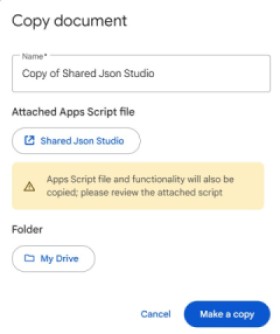 Copy document
Name*
Copy of Shared Json Studio
Attached Apps Script file
Shared Json Studio
Apps Script file and functionality will also be
copied; please review the attached script
Folder
My Drive
Cancel
Make a copy